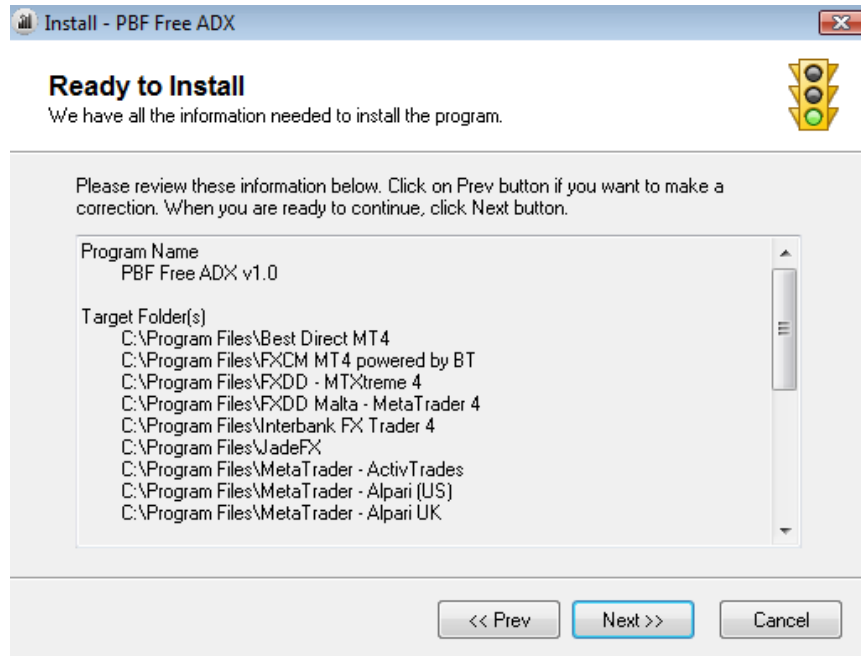 Install - PBF Free ADX
Ready to Install
We have all the information needed to install the program.
Please review these information below. Click on Prev button if you want to make a
correction. When you are ready to continue, click Next button.
Program Name
PBF Free ADX v1.0
Target Folder(s)
C:\Program Files\Best Direct MT4
C:\Program Files\FXCM MT4 powered by BT
C:\Program Files\FXDD - MTXtreme 4
C:\Program Files\FXDD Malta - MetaTrader 4
C:\Program Files\Interbank FX Trader 4
C:\Program Files\JadeFX
C:\Program Files\MetaTrader - ActivTrades
C:\Program Files\MetaTrader - Alpari (US)
C:\Program Files\MetaTrader - Alpari UK
<< Prev
Next >>
Cancel